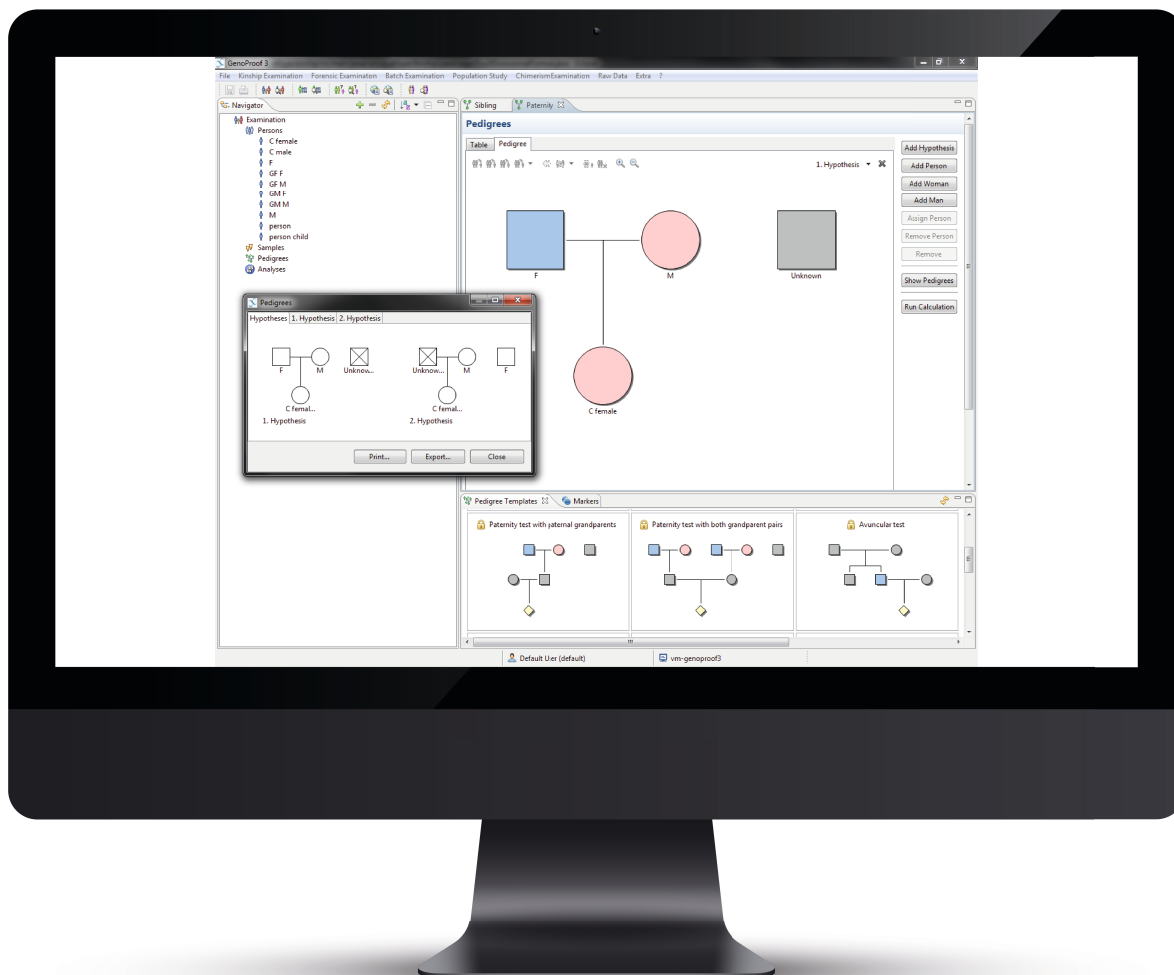 GenoProof 3
File Kinship Examination Forensic Examinaton Batch Examination Population Study ChimerismExamination Raw Data Extra ?
Navigator
Examination
Persons
C female
C male
F
GF F
GF M
GM F
GM M
M
person
person child
Samples
Pedigrees
Analyses
Sibling Paternity
Pedigrees
Table Pedigree
1. Hypothesis
F
M
Unknown
C female
Add Hypothesis
Add Person
Add Woman
Add Man
Assign Person
Remove Person
Remove
Show Pedigrees
Run Calculation
Pedigrees
Hypotheses 1. Hypothesis 2. Hypothesis
F M Unknow... Unknow... M F
C femal... C femal...
1. Hypothesis 2. Hypothesis
Print... Export... Close
Pedigree Templates Markers
Paternity test with paternal grandparents Paternity test with both grandparent pairs Avuncular test
Default User (default) vm-genoproof3